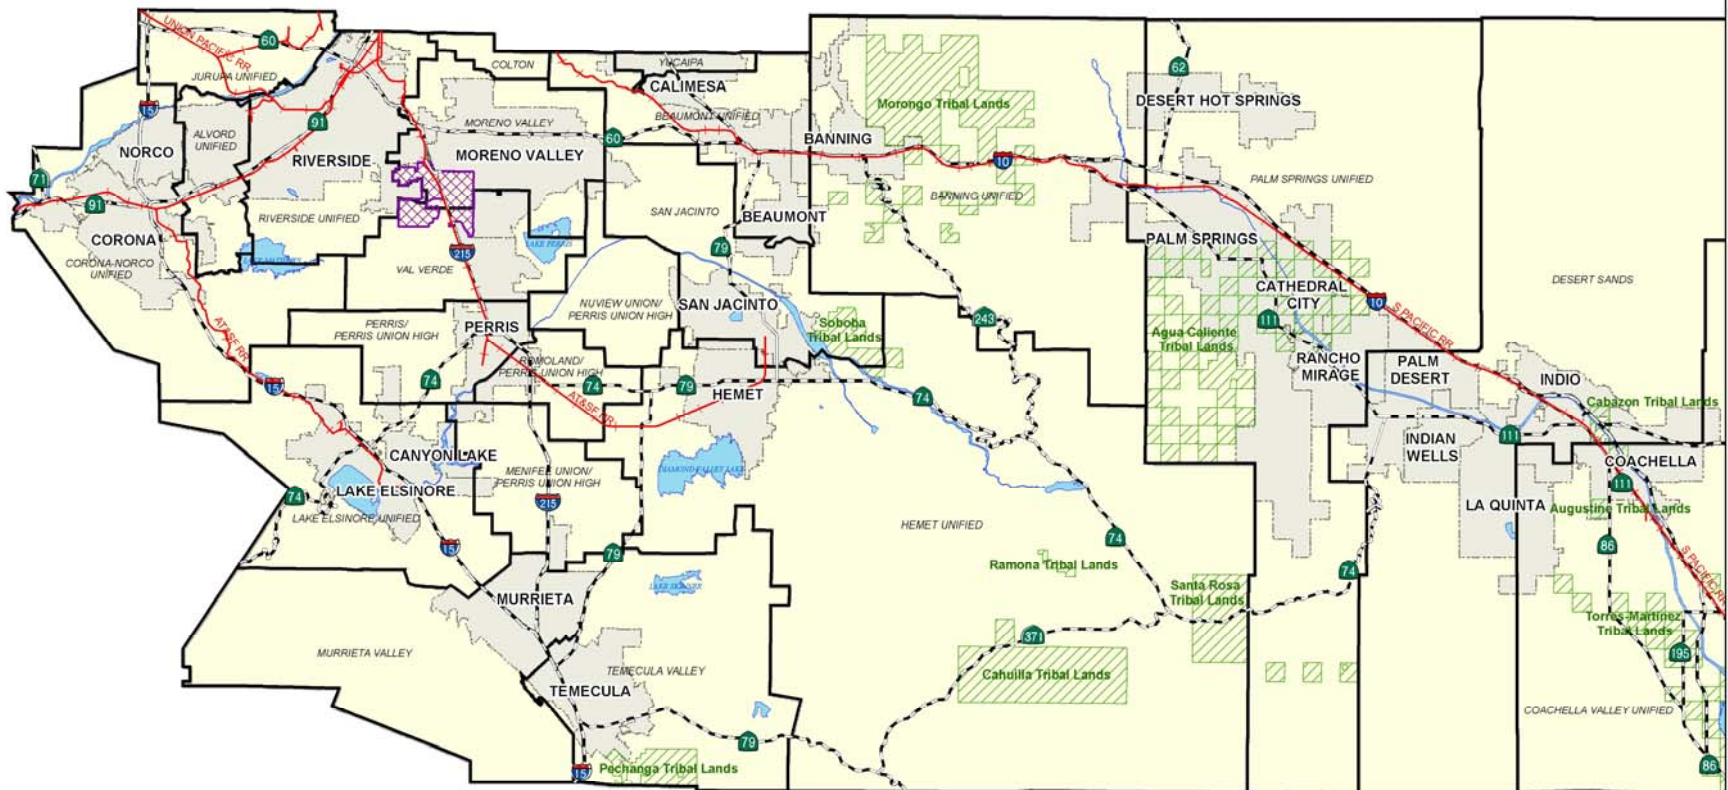 UNION PACIFIC RR
60
JURUPA UNIFIED
COLTON
YUCAIPA
CALIMESA
BEAUMONT UNIFIED
Morongo Tribal Lands
62
DESERT HOT SPRINGS
15
91
ALVORD
UNIFIED
NORCO
RIVERSIDE
MORENO VALLEY
MORENO VALLEY
60
BANNING
10
BANNING UNIFIED
PALM SPRINGS UNIFIED
71
91
RIVERSIDE UNIFIED
SAN JACINTO
BEAUMONT
CORONA
CORONA-NORCO
UNIFIED
215
LAKE PERRIS
79
PALM SPRINGS
VAL VERDE
DESERT SANDS
CATHEDRAL
CITY
10
S PACIFIC RR
NUVIEW UNION/
PERRIS UNION HIGH
SAN JACINTO
Soboba
Tribal Lands
243
111
Agua Caliente
Tribal Lands
AT&SF RR
PERRIS/
PERRIS UNION HIGH
PERRIS
ROMOLAND/
PERRIS UNION HIGH
RANCHO
MIRAGE
PALM
DESERT
INDIO
15
74
74
79
HEMET
74
AT&SF RR
Cabazon Tribal Lands
111
INDIAN
WELLS
COACHELLA
CANYON LAKE
MENIFEE UNION/
PERRIS UNION HIGH
DIAMOND VALLEY LAKE
111
74
LAKE ELSINORE
LAKE ELSINORE UNIFIED
215
LA QUINTA
Augustine Tribal Lands
HEMET UNIFIED
15
79
74
86
S PACIFIC RR
Ramona Tribal Lands
74
LAKE SKINNER
Santa Rosa
Tribal Lands
MURRIETA
Torres-Martinez
Tribal Lands
371
195
MURRIETA VALLEY
TEMECULA VALLEY
Cahuilla Tribal Lands
TEMECULA
COACHELLA VALLEY UNIFIED
79
15
Pechanga Tribal Lands
86